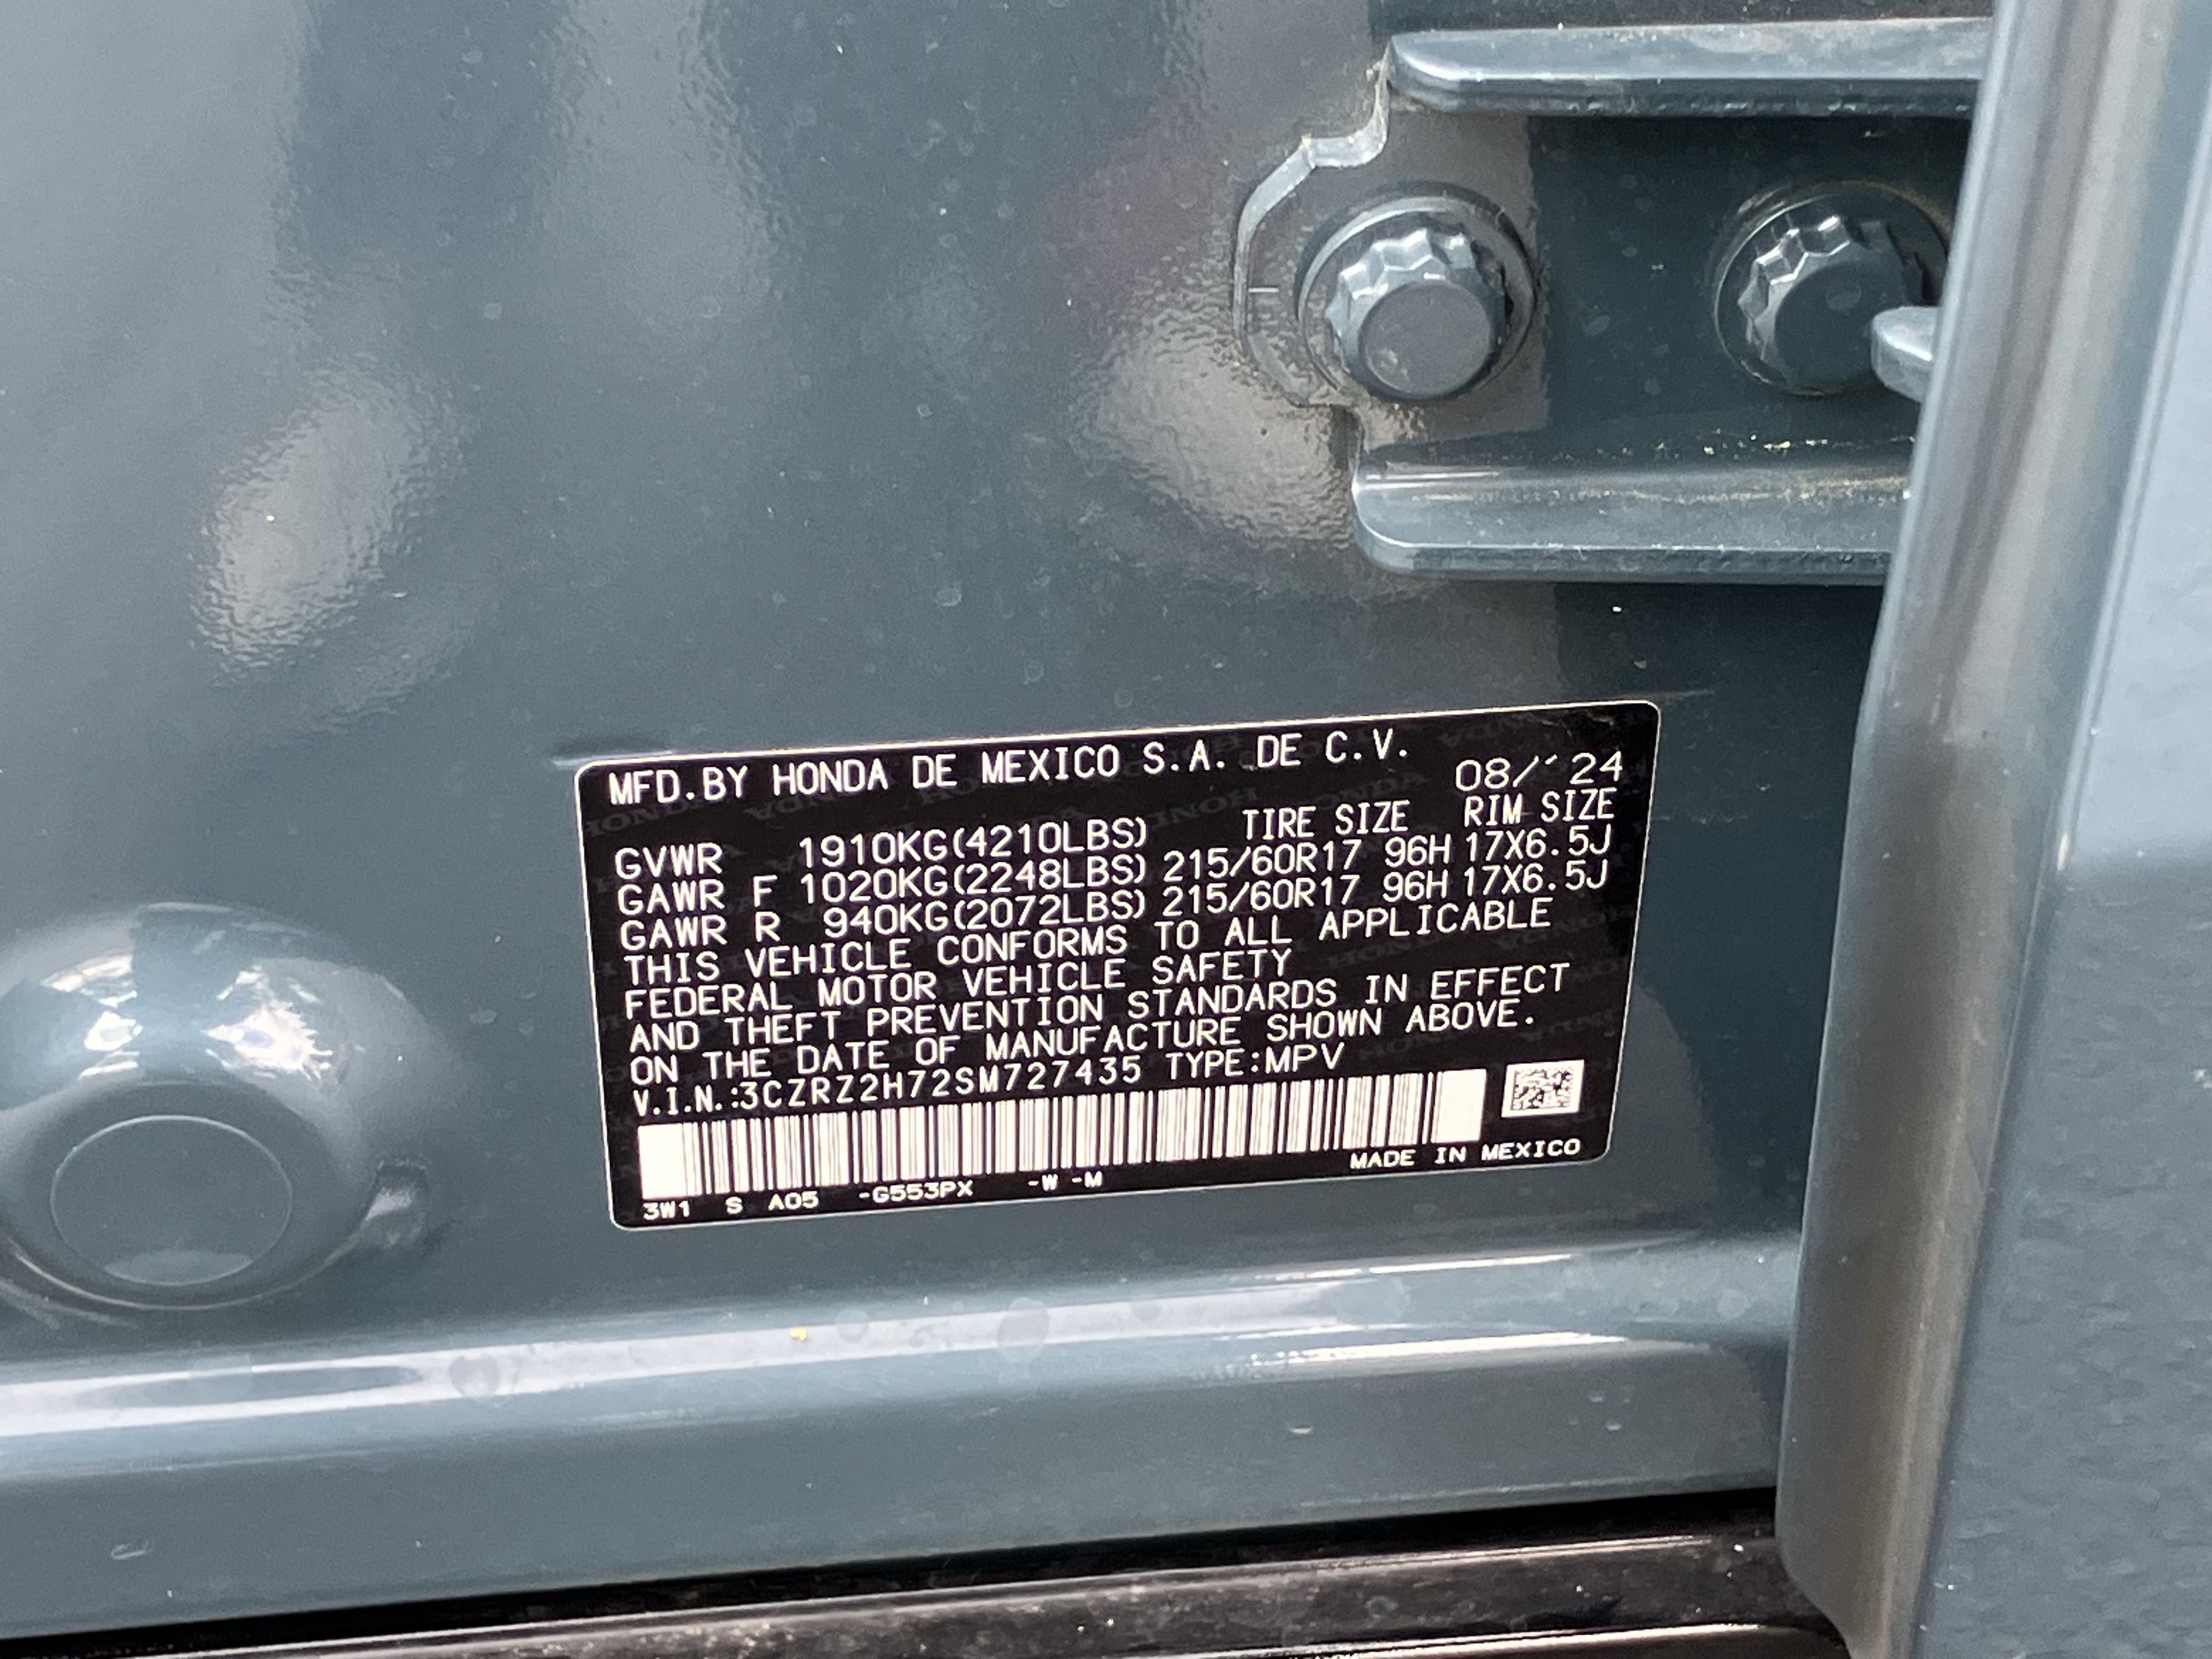 MFD.BY HONDA DE MEXICO S.A. DE C.V.
08/'24
TIRE SIZE RIM SIZE
GVWR 1910KG(4210LBS)
GAWR F 1020KG(2248LBS) 215/60R17 96H 17X6.5J
GAWR R 940KG(2072LBS) 215/60R17 96H 17X6.5J
THIS VEHICLE CONFORMS TO ALL APPLICABLE
FEDERAL MOTOR VEHICLE SAFETY
AND THEFT PREVENTION STANDARDS IN EFFECT
ON THE DATE OF MANUFACTURE SHOWN ABOVE.
V.I.N.:3CZRZ2H72SM727435 TYPE:MPV
MADE IN MEXICO
3W1 S A05 -G553PX -W -M